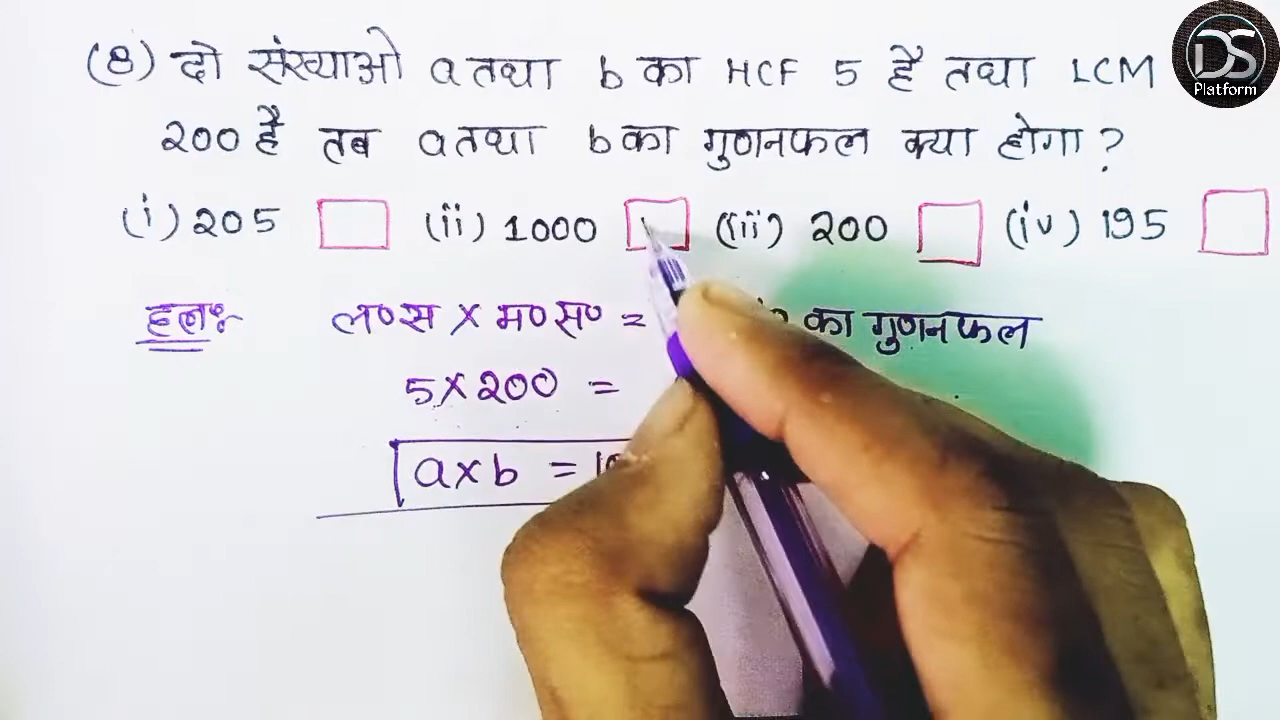 DS
Platform
(8) दो संख्याओ a तथा b का HCF 5 है तथा LCM
200 है तब a तथा b का गुणनफल क्या होगा ?
(i) 205 (ii) 1000 (iii) 200 (iv) 195
हलः ल०स × म०स० = का गुणनफल
5 × 200 =
a×b =